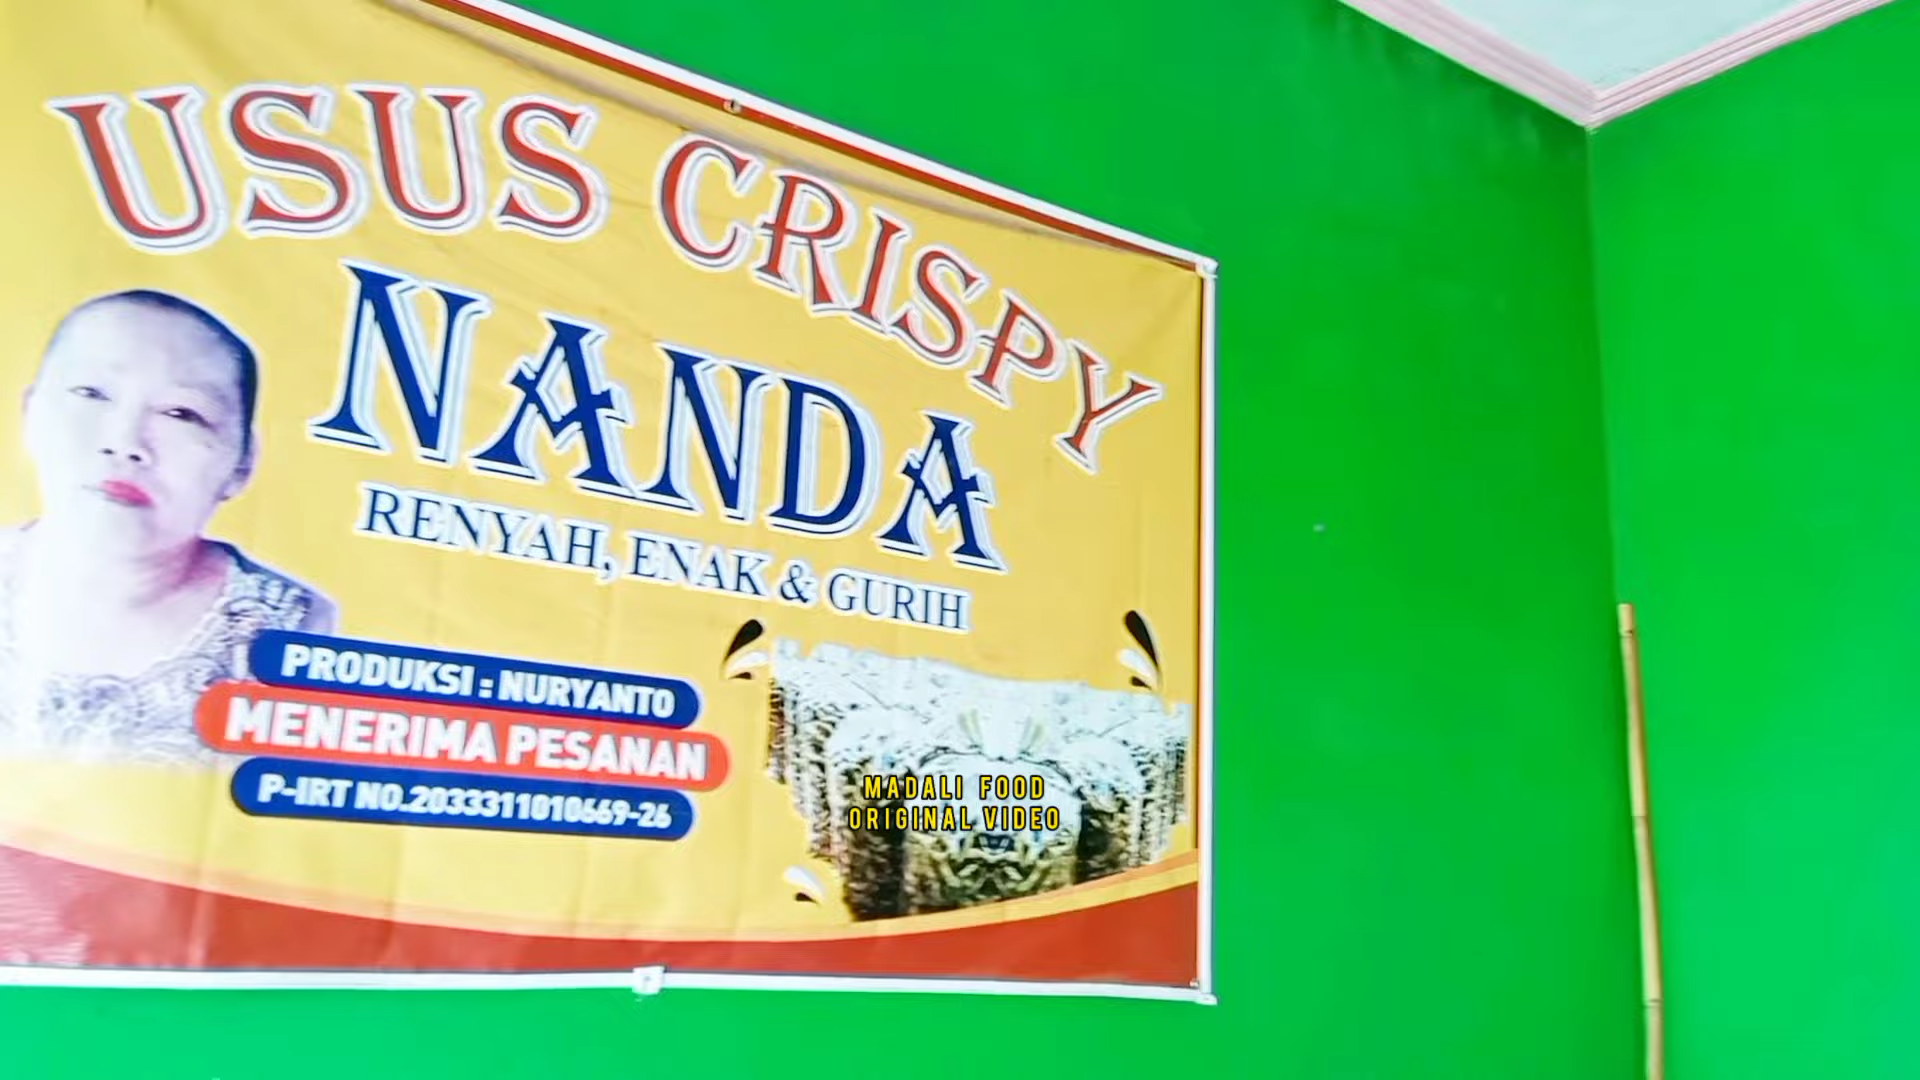 USUS CRISPY
NANDA
RENYAH, ENAK & GURIH
PRODUKSI : NURYANTO
MENERIMA PESANAN
P-IRT NO.2033311010669-26
MADALI FOOD
ORIGINAL VIDEO